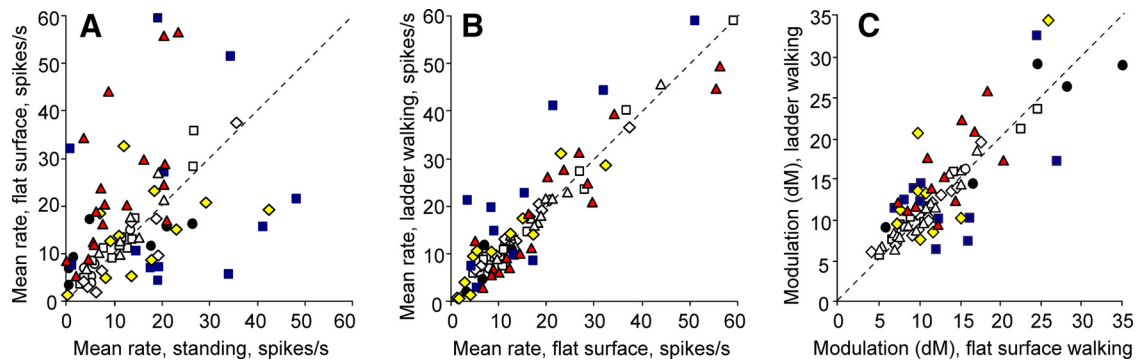 A
Mean rate, flat surface, spikes/s
60
50
40
30
20
10
0
0 10 20 30 40 50 60
Mean rate, standing, spikes/s
B
Mean rate, ladder walking, spikes/s
60
50
40
30
20
10
0
0 10 20 30 40 50 60
Mean rate, flat surface, spikes/s
C
Modulation (dM), ladder walking
35
30
25
20
15
10
5
0
0 5 10 15 20 25 30 35
Modulation (dM), flat surface walking